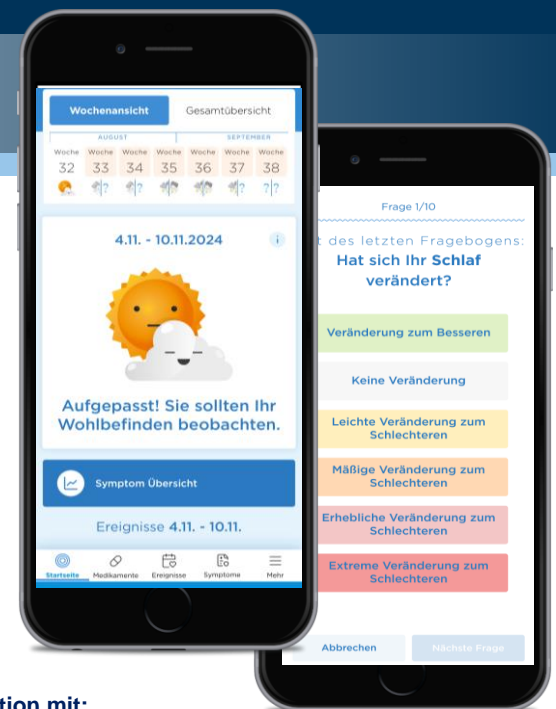 Wochenansicht Gesamtübersicht
AUGUST SEPTEMBER
Woche Woche Woche Woche Woche Woche Woche
32 33 34 35 36 37 38
? ? ? ??
4.11. - 10.11.2024 i
Aufgepasst! Sie sollten Ihr
Wohlbefinden beobachten.
Symptom Übersicht
Ereignisse 4.11. - 10.11.
Startseite Medikamente Ereignisse Symptome Mehr
Frage 1/10
t des letzten Fragebogens:
Hat sich Ihr Schlaf
verändert?
Veränderung zum Besseren
Keine Veränderung
Leichte Veränderung zum
Schlechteren
Mäßige Veränderung zum
Schlechteren
Erhebliche Veränderung zum
Schlechteren
Extreme Veränderung zum
Schlechteren
Abbrechen Nächste Frage
tion mit: